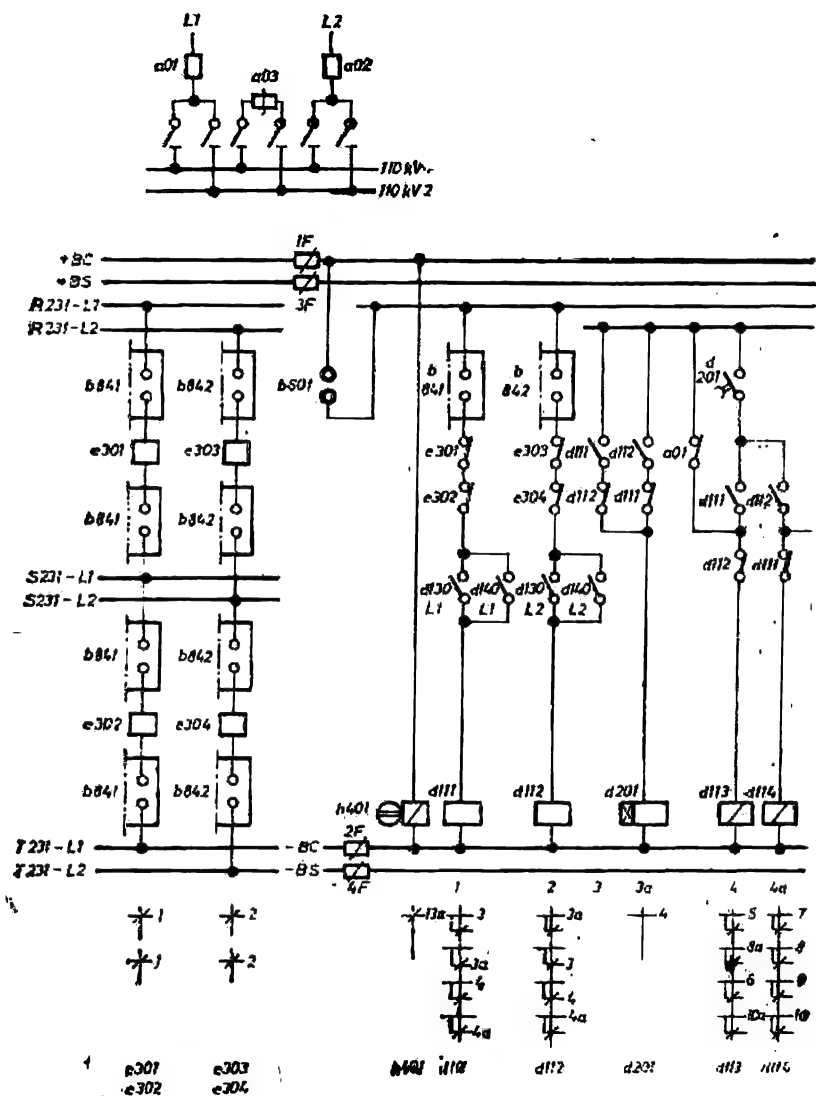 L1 L2
a01 a03 a02
110 kV
110 kV 2
+BC 1F
+BS 3F
R231-L1
R231-L2
b841 b842 b501 b 841 b 842 d 201
e301 e303 e301 e303 d111 d112 a01
e302 e304 d112 d111 d111 d112
b841 b842
d112 d111
S231-L1
S231-L2
d130 L1 d140 L1 d130 L2 d140 L2
b841 b842
e302 e304
b841 b842 h401 d111 d112 d201 d113 d114
T231-L1 -BC 2F
T231-L2 -BS 4F
1 2 3 3a 4 4a
1 2 13a 3 3a 4 5 7
1 2 3a 3 8a 8
4 4 6 9
4a 4a 10a 10
e301 e303 h401 d112 d201 d113 d114
e302 e304